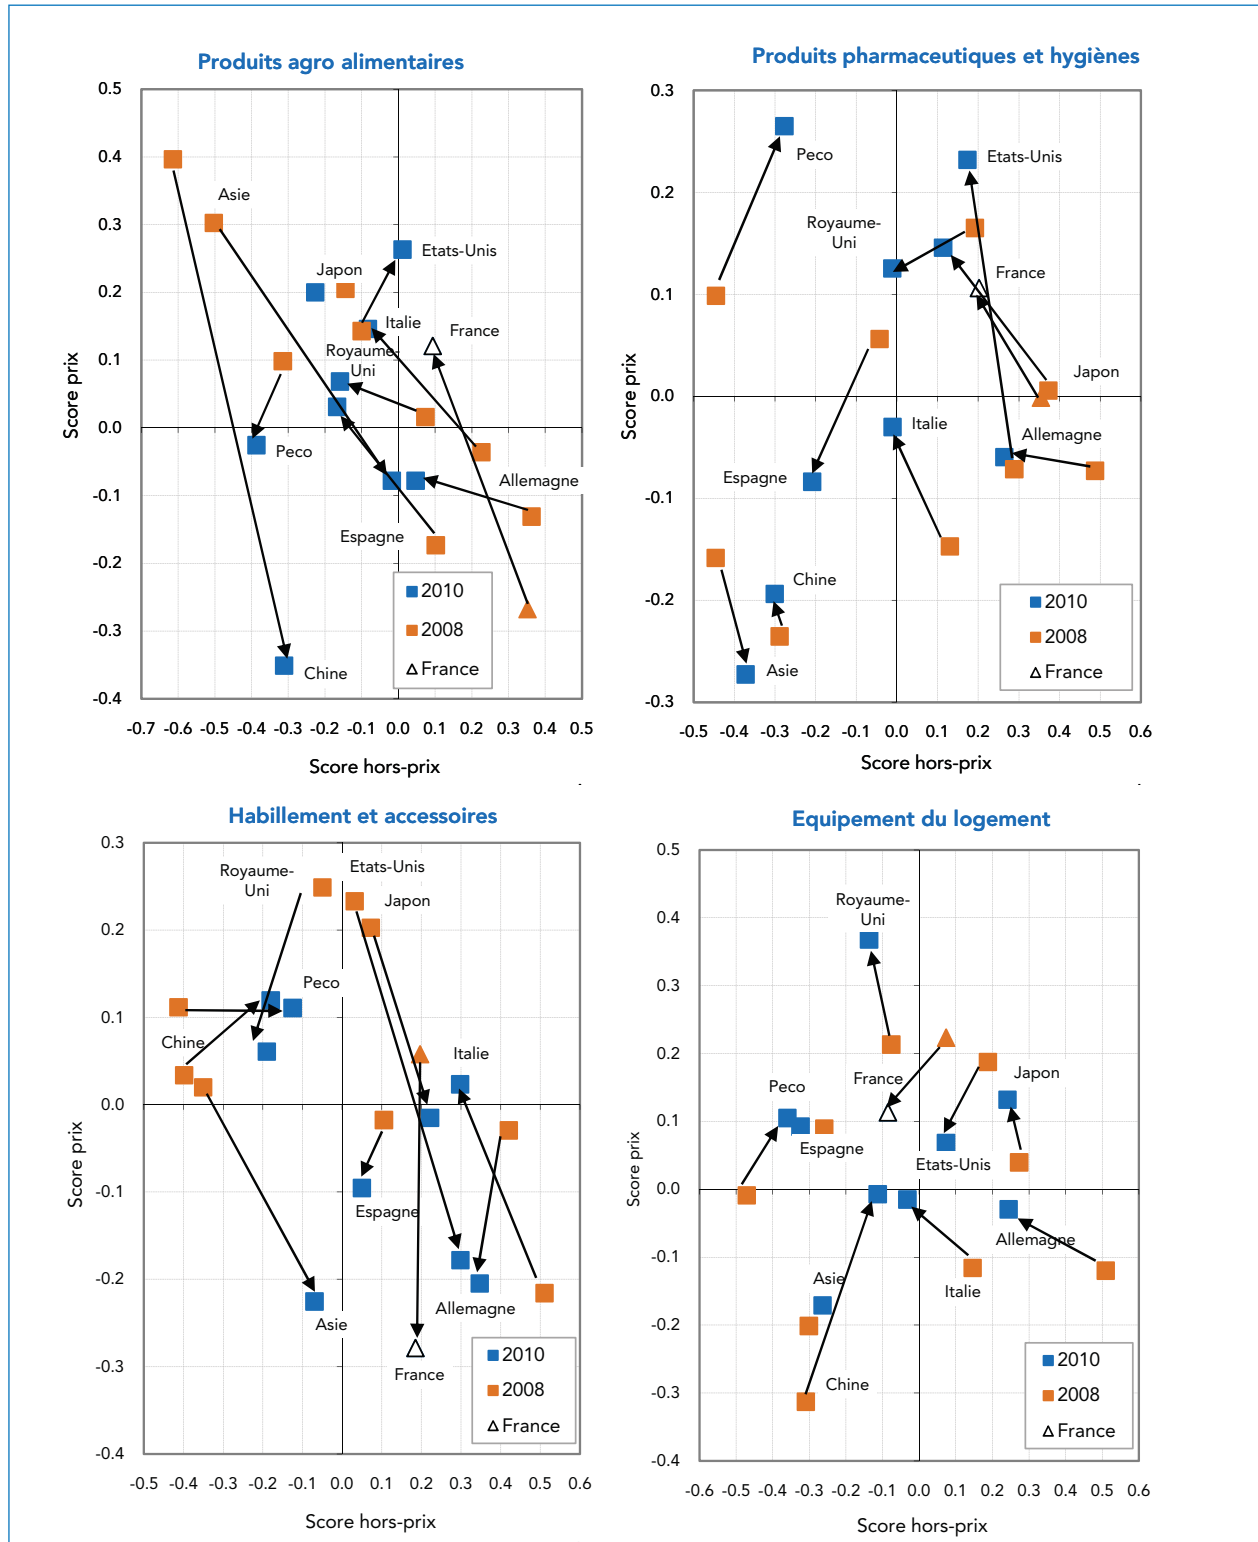 Produits agro alimentaires
0.5
0.4
0.3
0.2
0.1
0.0
-0.1
-0.2
-0.3
-0.4
Score prix
Asie
Etats-Unis
Japon
Italie
France
Royaume-
Uni
Peco
Allemagne
Espagne
Chine
2010
2008
France
-0.7 -0.6 -0.5 -0.4 -0.3 -0.2 -0.1 0.0 0.1 0.2 0.3 0.4 0.5
Score hors-prix
Produits pharmaceutiques et hygiènes
0.3
0.2
0.1
0.0
-0.1
-0.2
-0.3
Score prix
Peco
Etats-Unis
Royaume-
Uni
France
Japon
Italie
Allemagne
Espagne
Chine
Asie
2010
2008
France
-0.5 -0.4 -0.3 -0.2 -0.1 0.0 0.1 0.2 0.3 0.4 0.5 0.6
Score hors-prix
Habillement et accessoires
0.3
0.2
0.1
0.0
-0.1
-0.2
-0.3
-0.4
Score prix
Royaume-
Uni
Etats-Unis
Japon
Peco
Chine
Italie
Espagne
Allemagne
Asie
France
2010
2008
France
-0.5 -0.4 -0.3 -0.2 -0.1 0.0 0.1 0.2 0.3 0.4 0.5 0.6
Score hors-prix
Equipement du logement
0.5
0.4
0.3
0.2
0.1
0.0
-0.1
-0.2
-0.3
-0.4
Score prix
Royaume-
Uni
France
Japon
Peco
Espagne
Etats-Unis
Allemagne
Asie
Italie
Chine
2010
2008
France
-0.6 -0.5 -0.4 -0.3 -0.2 -0.1 0.0 0.1 0.2 0.3 0.4 0.5 0.6
Score hors-prix